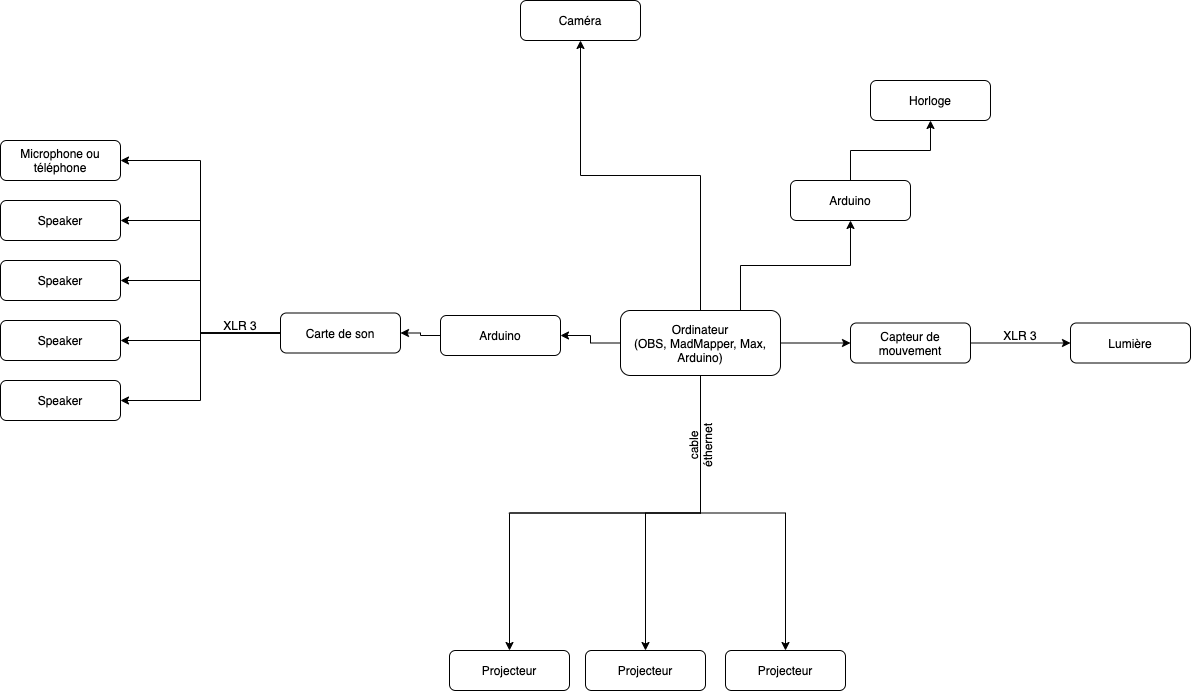 Caméra
Horloge
Microphone ou
téléphone
Arduino
Speaker
Speaker
Speaker
Speaker
XLR 3
Carte de son
Arduino
Ordinateur
(OBS, MadMapper, Max,
Arduino)
Capteur de
mouvement
XLR 3
Lumière
cable
éthernet
Projecteur
Projecteur
Projecteur